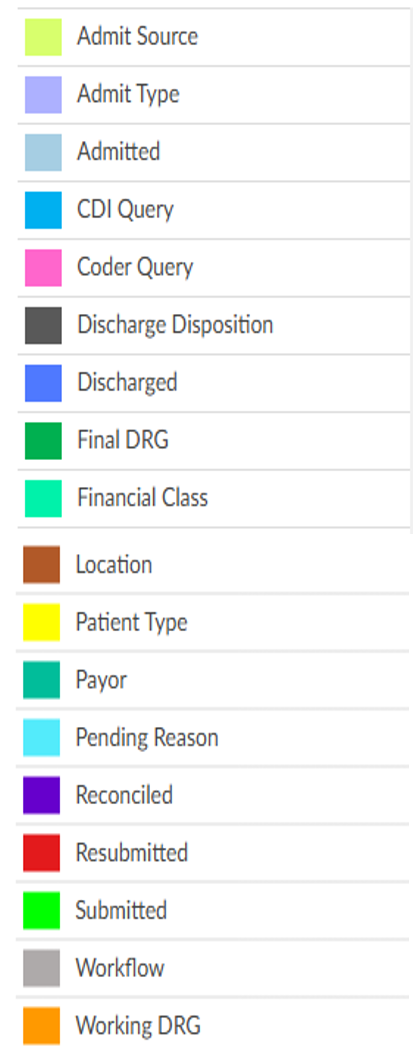 Admit Source
Admit Type
Admitted
CDI Query
Coder Query
Discharge Disposition
Discharged
Final DRG
Financial Class
Location
Patient Type
Payor
Pending Reason
Reconciled
Resubmitted
Submitted
Workflow
Working DRG